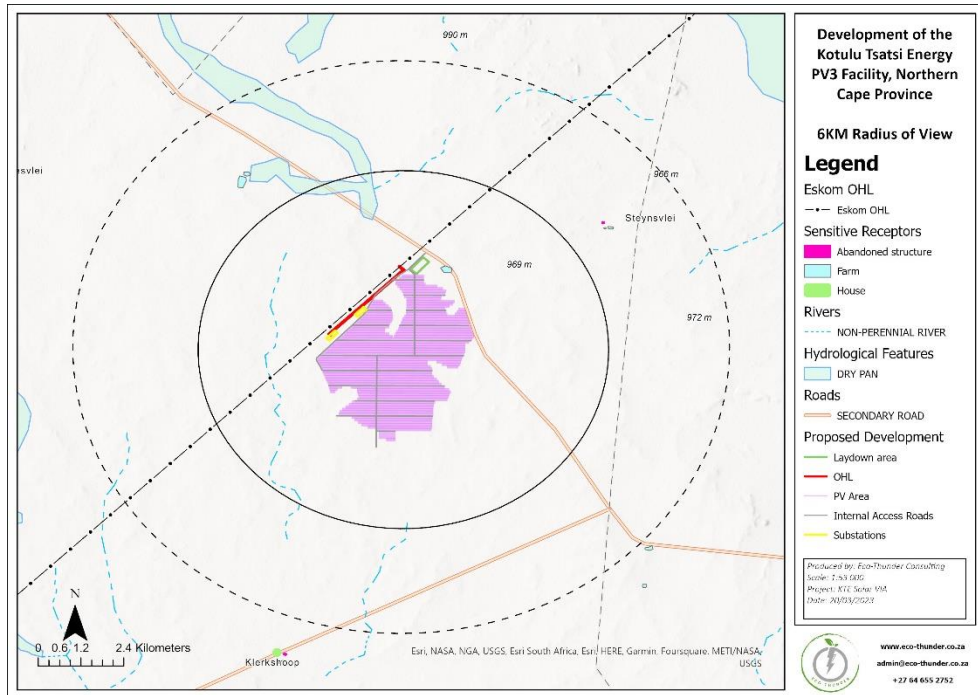 Development of the
Kotulu Tsatsi Energy
PV3 Facility, Northern
Cape Province
6KM Radius of View
Legend
Eskom OHL
Eskom OHL
Sensitive Receptors
Abandoned structure
Farm
House
Rivers
NON-PERENNIAL RIVER
Hydrological Features
DRY PAN
Roads
SECONDARY ROAD
Proposed Development
Laydown area
OHL
PV Area
Internal Access Roads
Substations
Produced by: Eco-Thunder Consulting
Scale: 1:53 000
Project: KTE Solar VIA
Date: 20/03/2023
ECO-THUNDER
www.eco-thunder.co.za
admin@eco-thunder.co.za
+27 64 655 2752
990 m
asvlei
966 m
Steynsvlei
969 m
972 m
N
0 0.6 1.2 2.4 Kilometers
Klerkshoop
Esri, NASA, NGA, USGS, Esri South Africa, Esri, HERE, Garmin, Foursquare, METI/NASA,
USGS